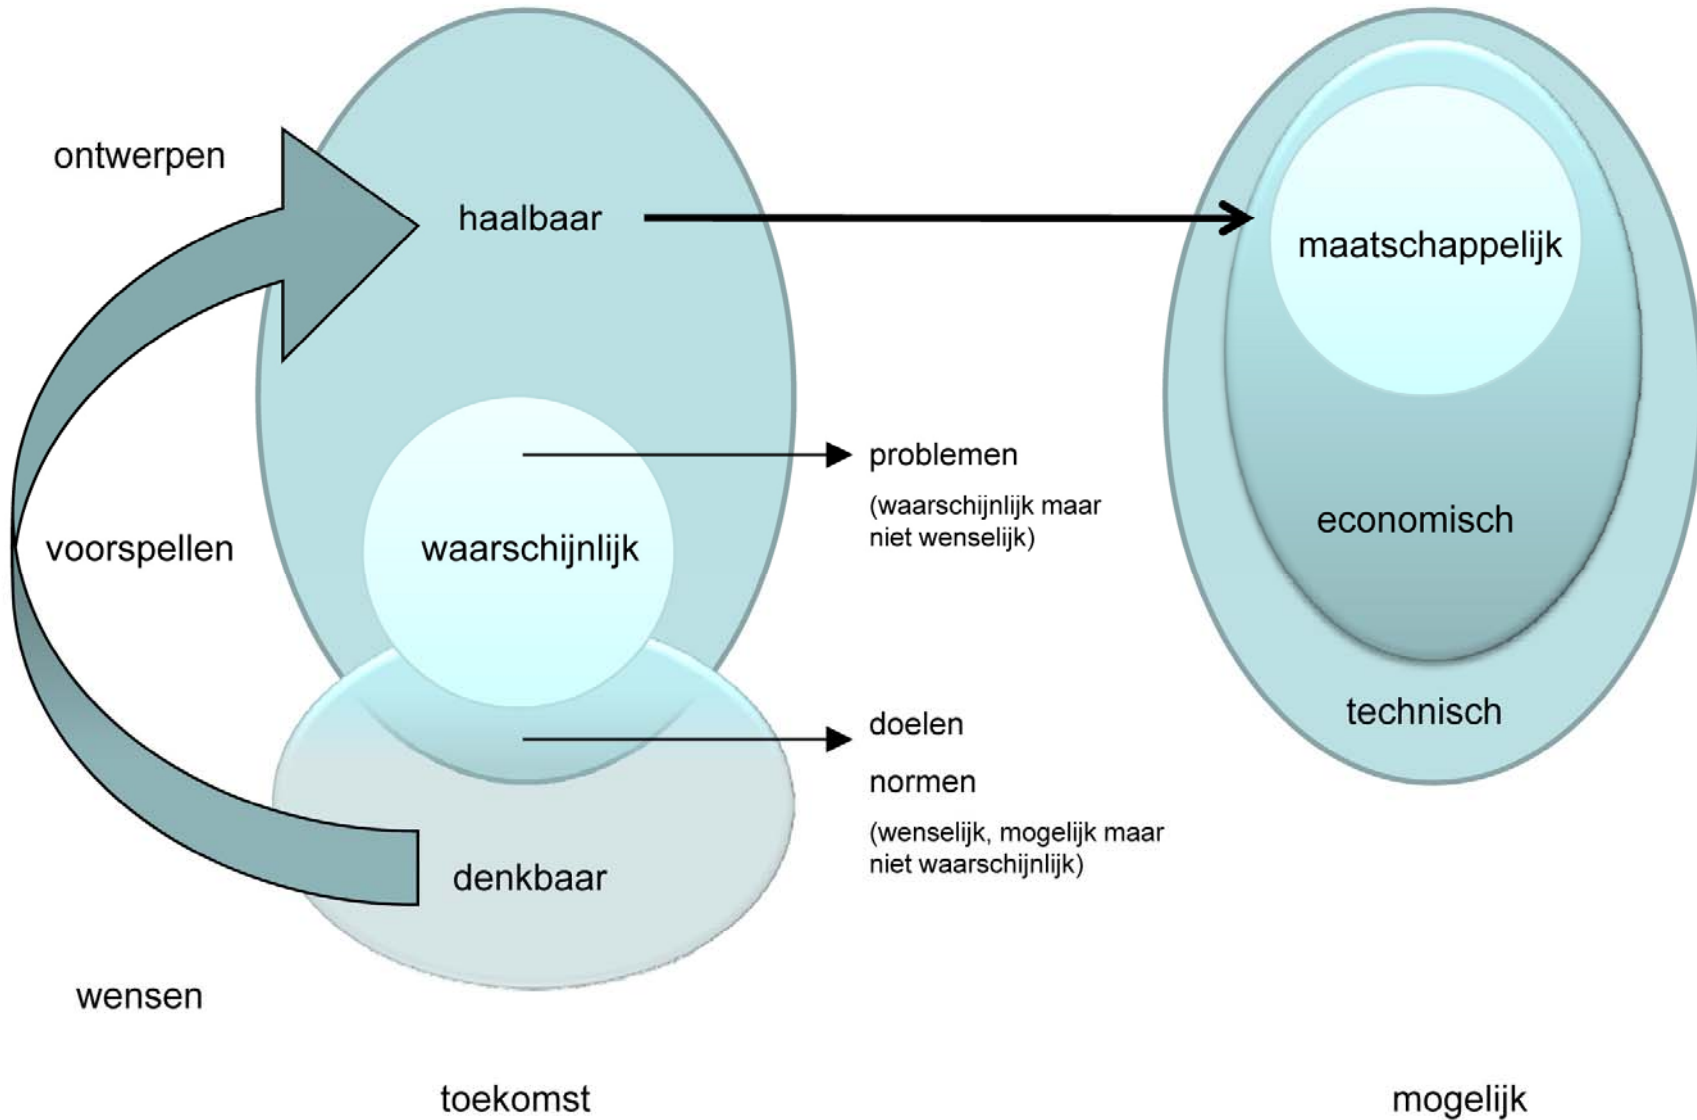 ontwerpen
haalbaar
maatschappelijk
problemen
(waarschijnlijk maar
niet wenselijk)
economisch
voorspellen
waarschijnlijk
technisch
doelen
normen
(wenselijk, mogelijk maar
niet waarschijnlijk)
denkbaar
wensen
toekomst
mogelijk